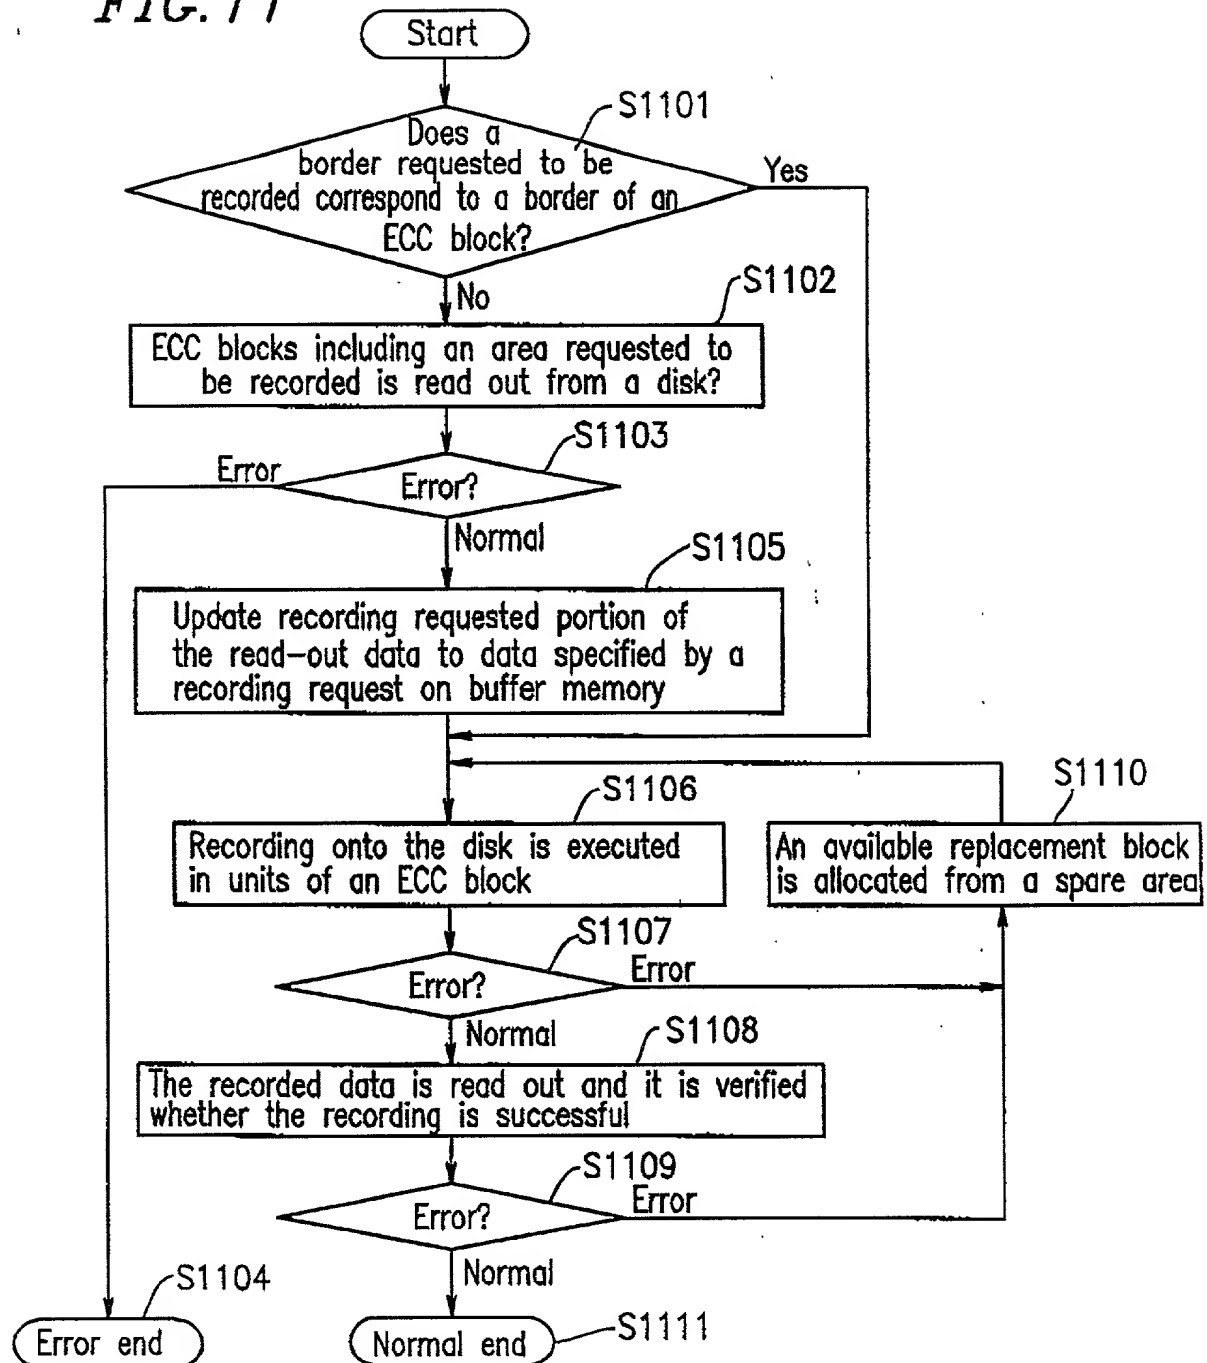 FIG. 11
Start
S1101
Does a
border requested to be
recorded correspond to a border of an
ECC block?
Yes
No
S1102
ECC blocks including an area requested to
be recorded is read out from a disk?
S1103
Error
Error?
Normal
S1105
Update recording requested portion of
the read-out data to data specified by a
recording request on buffer memory
S1106
S1110
Recording onto the disk is executed
in units of an ECC block
An available replacement block
is allocated from a spare area
S1107
Error?
Error
Normal
S1108
The recorded data is read out and it is verified
whether the recording is successful
S1109
Error?
Error
Normal
S1104
Error end
Normal end
S1111